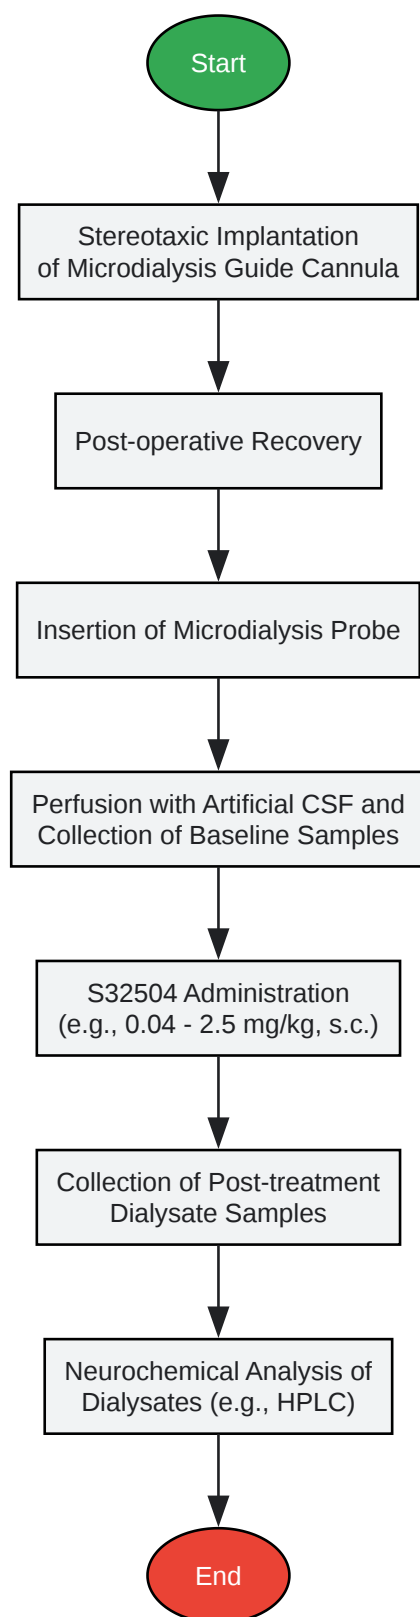 Start
Stereotaxic Implantation
of Microdialysis Guide Cannula
Post-operative Recovery
Insertion of Microdialysis Probe
Perfusion with Artificial CSF and
Collection of Baseline Samples
S32504 Administration
(e.g., 0.04 - 2.5 mg/kg, s.c.)
Collection of Post-treatment
Dialysate Samples
Neurochemical Analysis of
Dialysates (e.g., HPLC)
End